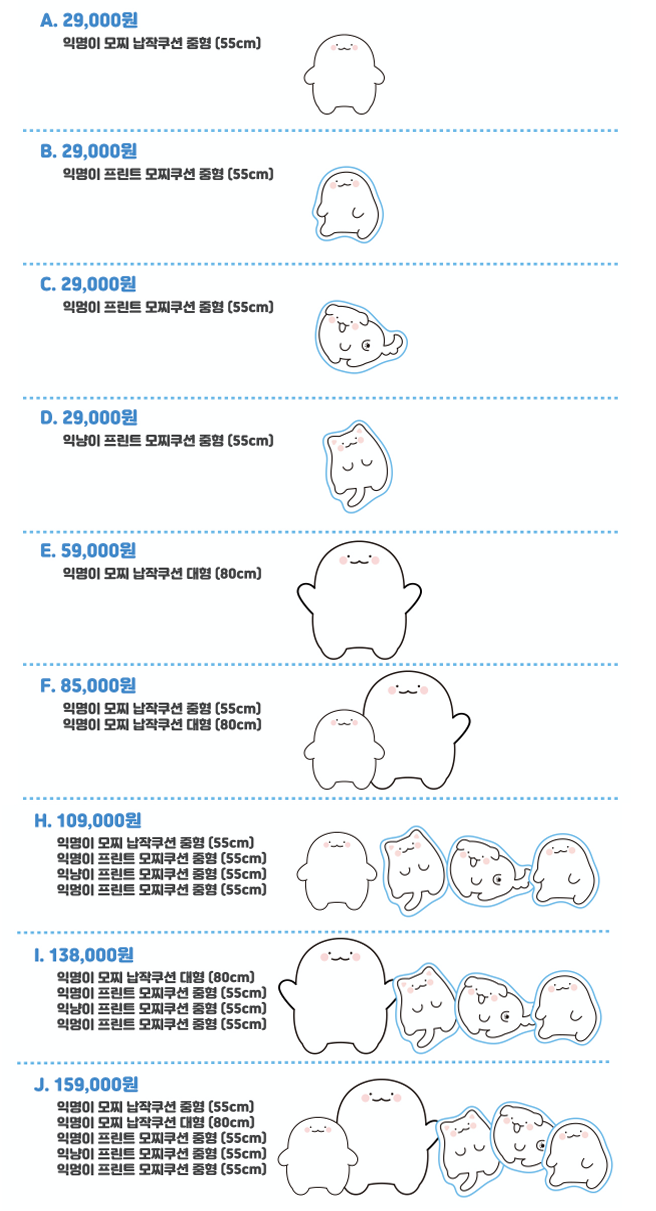 A. 29,000원
익명이 모찌 납작쿠션 중형 (55cm)
B. 29,000원
익명이 프린트 모찌쿠션 중형 (55cm)
C. 29,000원
익멍이 프린트 모찌쿠션 중형 (55cm)
D. 29,000원
익냥이 프린트 모찌쿠션 중형 (55cm)
E. 59,000원
익명이 모찌 납작쿠션 대형 (80cm)
F. 85,000원
익명이 모찌 납작쿠션 중형 (55cm)
익명이 모찌 납작쿠션 대형 (80cm)
H. 109,000원
익명이 모찌 납작쿠션 중형 (55cm)
익명이 프린트 모찌쿠션 중형 (55cm)
익냥이 프린트 모찌쿠션 중형 (55cm)
익멍이 프린트 모찌쿠션 중형 (55cm)
I. 138,000원
익명이 모찌 납작쿠션 대형 (80cm)
익명이 프린트 모찌쿠션 중형 (55cm)
익냥이 프린트 모찌쿠션 중형 (55cm)
익멍이 프린트 모찌쿠션 중형 (55cm)
J. 159,000원
익명이 모찌 납작쿠션 중형 (55cm)
익명이 모찌 납작쿠션 대형 (80cm)
익명이 프린트 모찌쿠션 중형 (55cm)
익냥이 프린트 모찌쿠션 중형 (55cm)
익멍이 프린트 모찌쿠션 중형 (55cm)